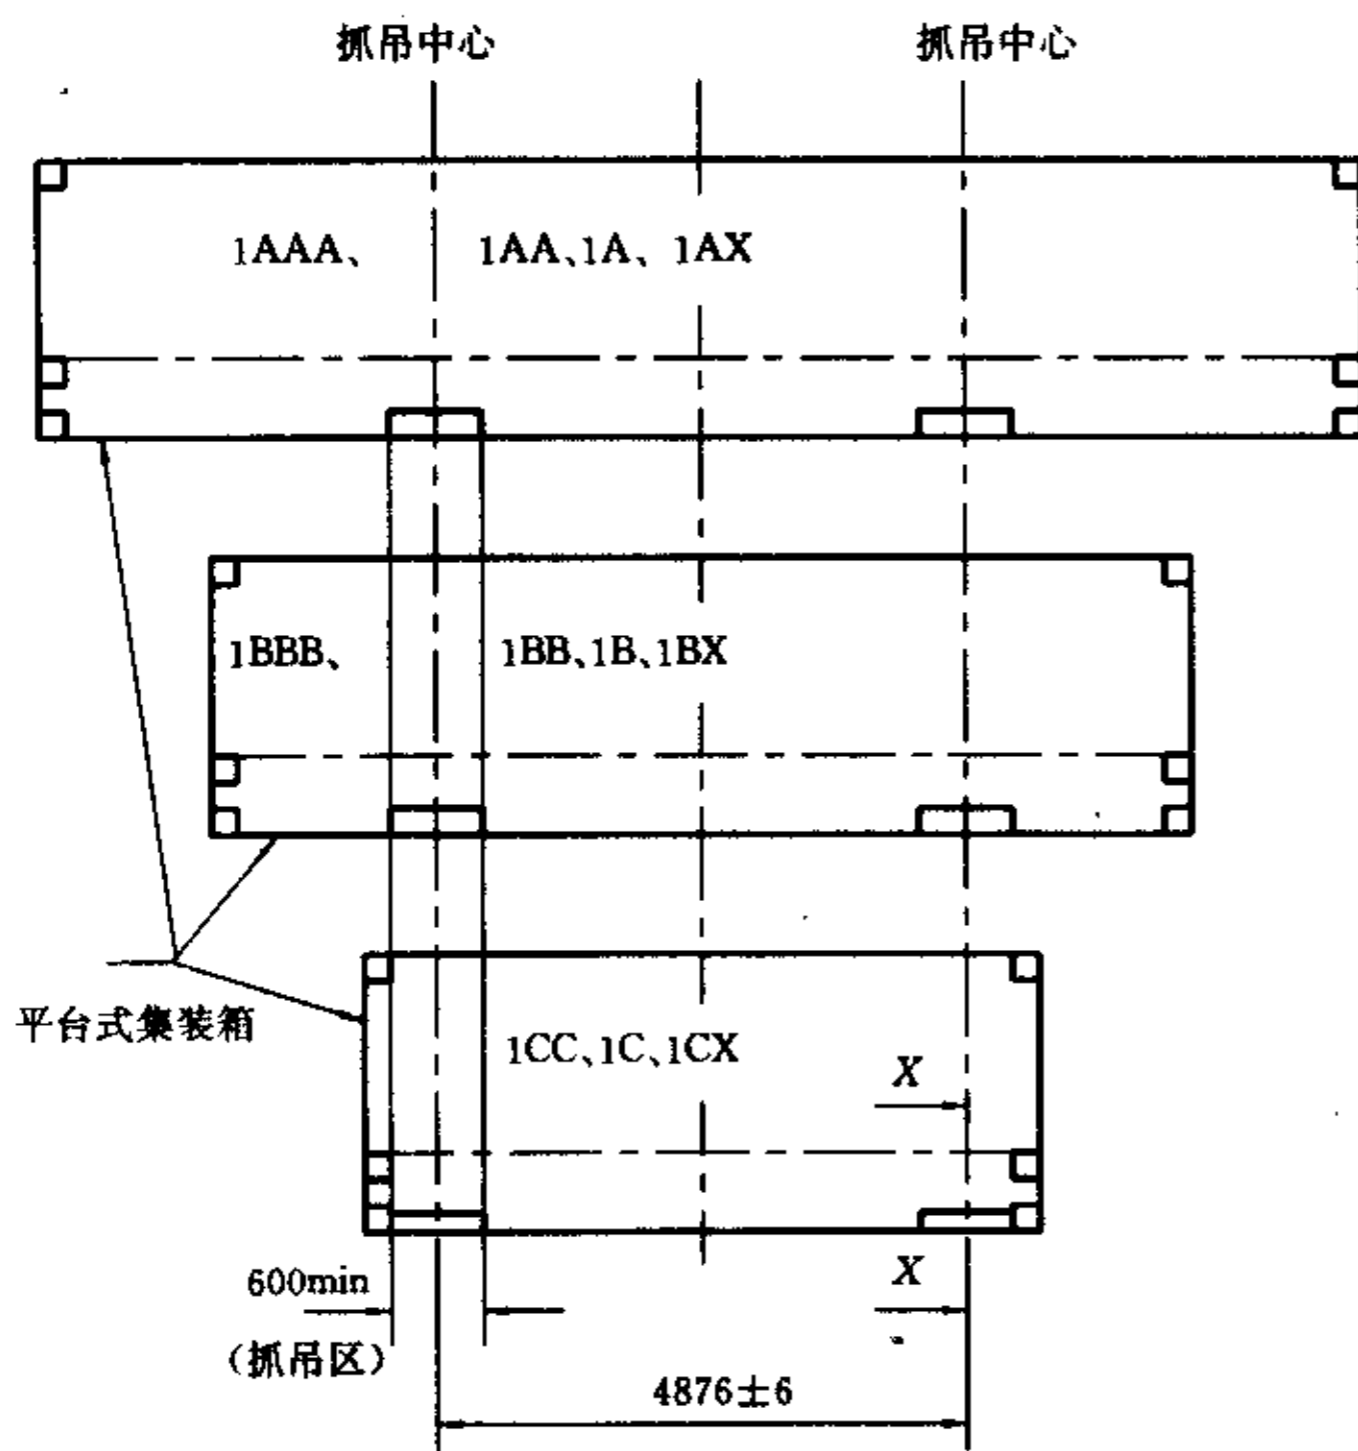 抓吊中心 抓吊中心
1AAA、 1AA、1A、1AX
1BBB、 1BB、1B、1BX
平台式集装箱
1CC、1C、1CX
X
600min
X
(抓吊区)
4876±6